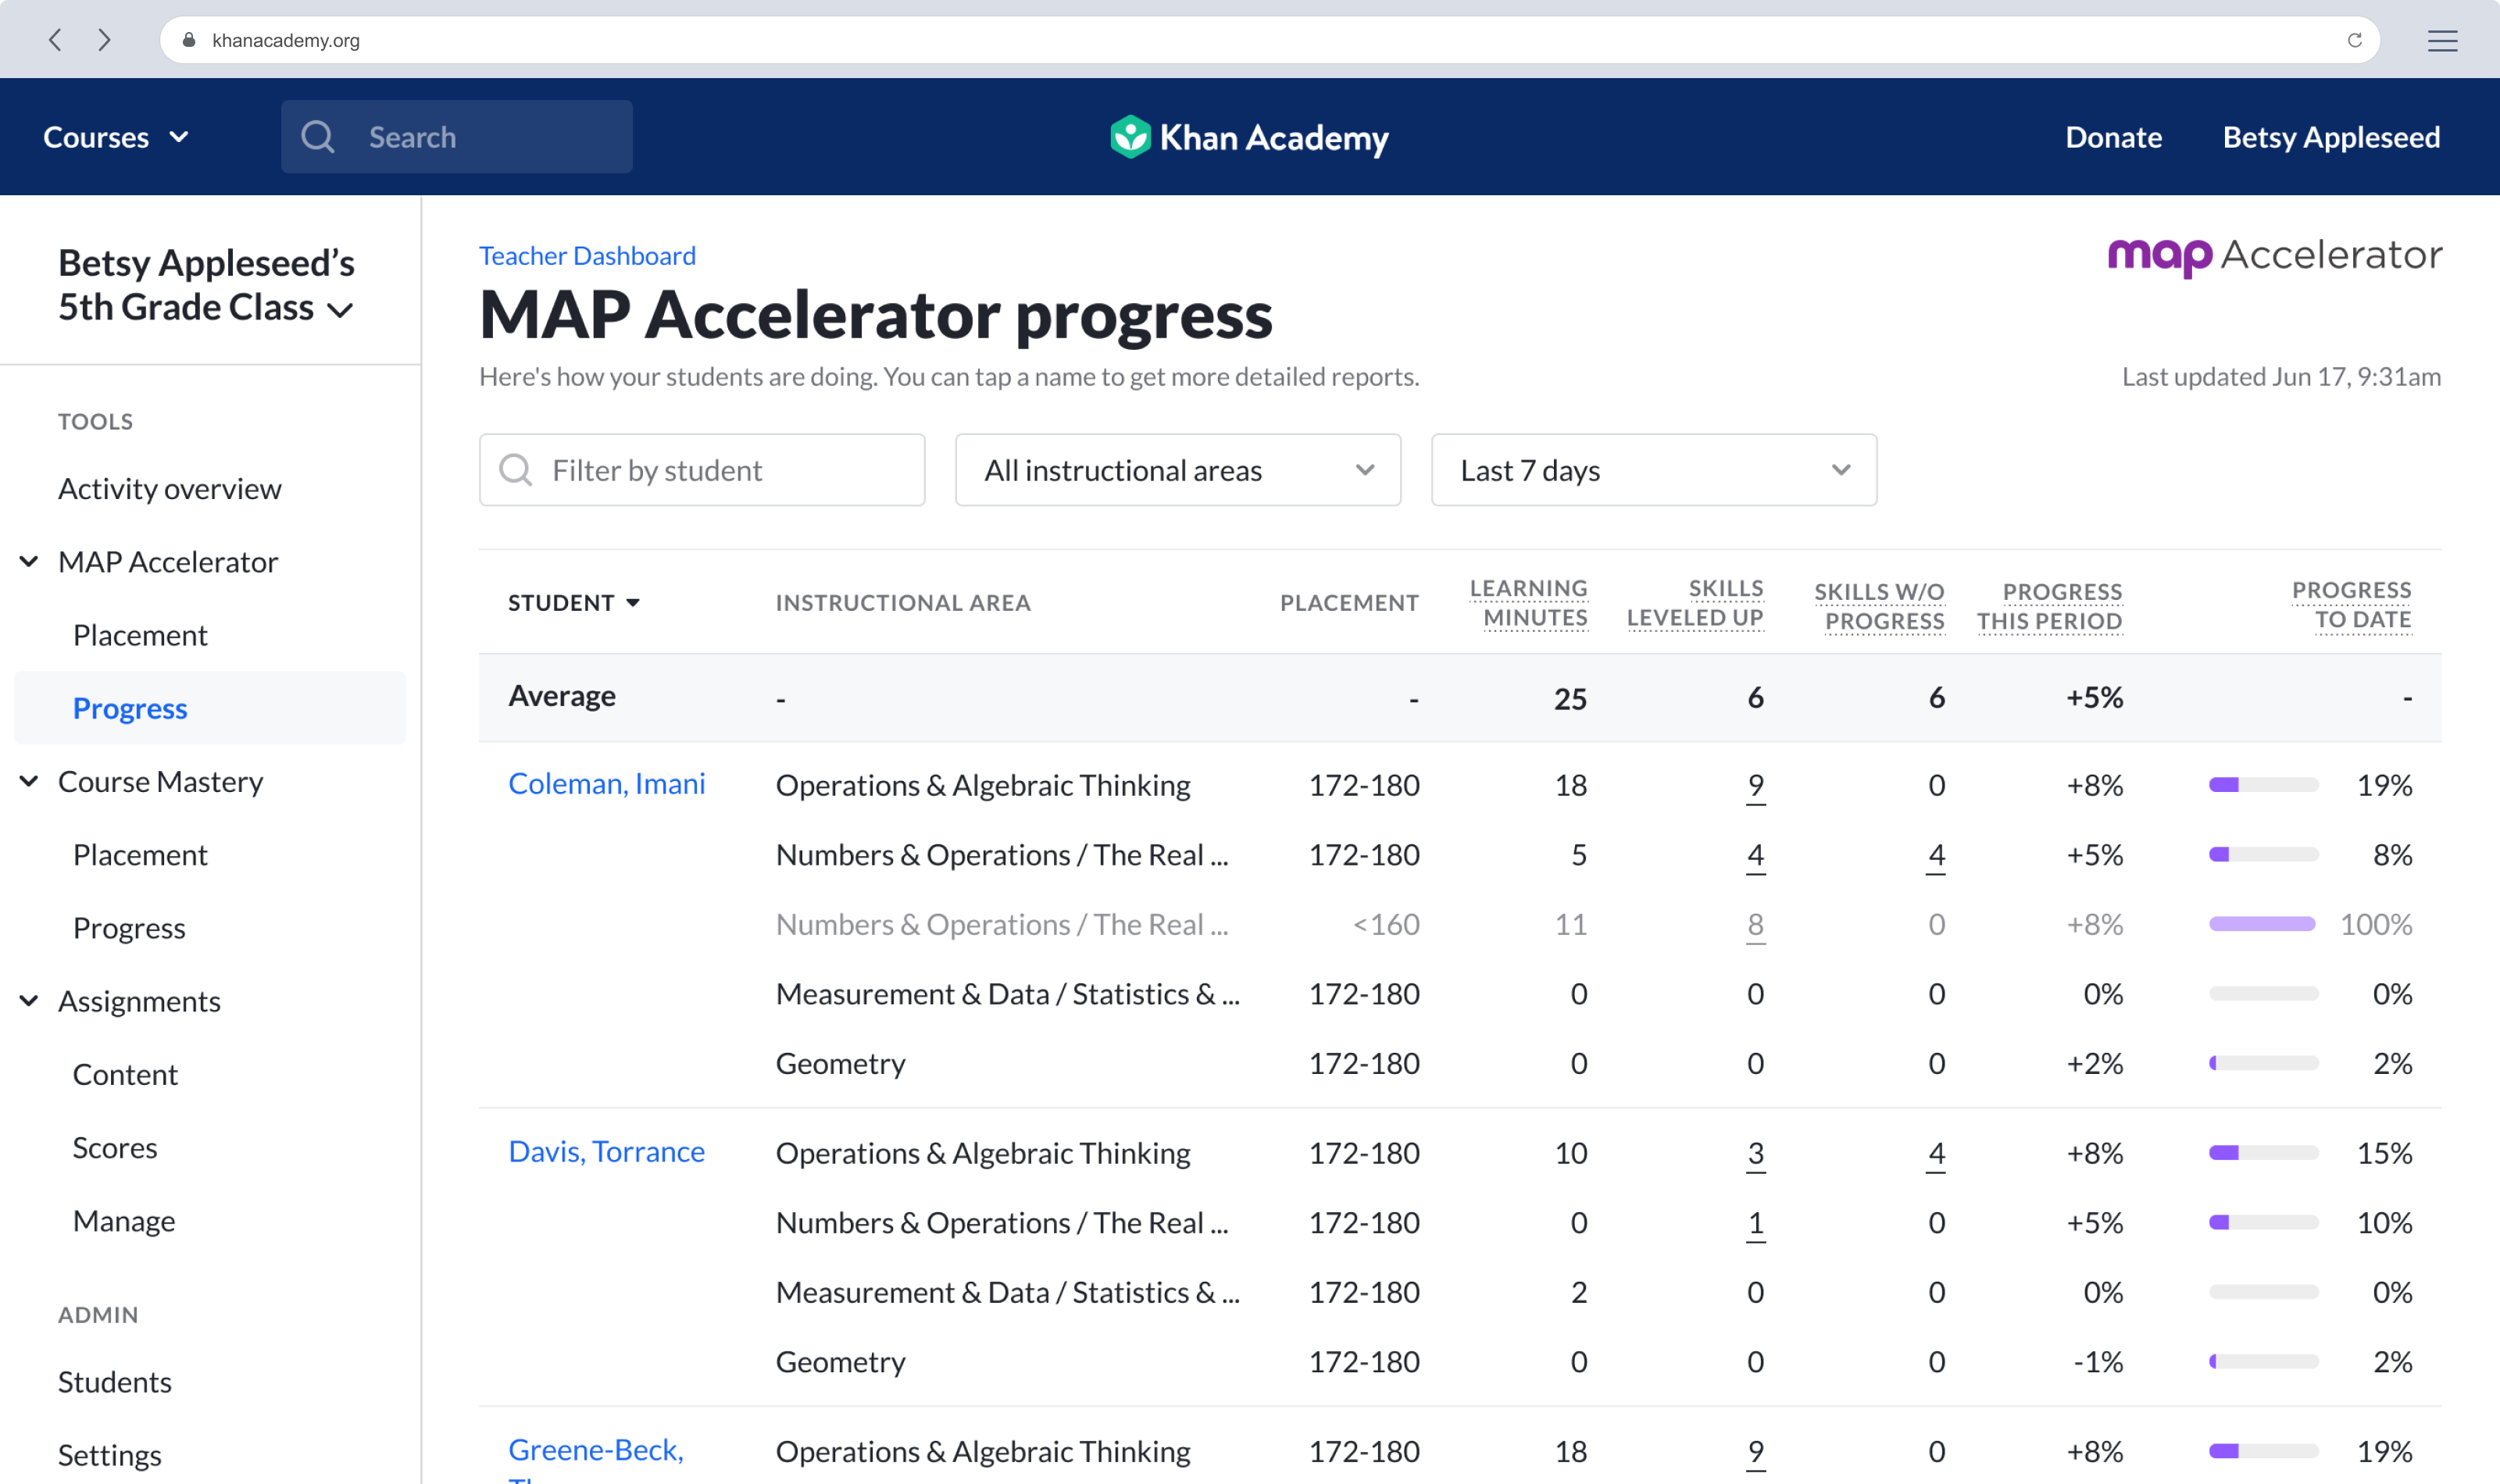 khanacademy.org
Courses
Search
Khan Academy
Donate
Betsy Appleseed
Betsy Appleseed’s
5th Grade Class
TOOLS
Activity overview
MAP Accelerator
Placement
Progress
Course Mastery
Placement
Progress
Assignments
Content
Scores
Manage
ADMIN
Students
Settings
Teacher Dashboard
map Accelerator
MAP Accelerator progress
Here's how your students are doing. You can tap a name to get more detailed reports.
Last updated Jun 17, 9:31am
Filter by student
All instructional areas
Last 7 days
STUDENT INSTRUCTIONAL AREA PLACEMENT LEARNING MINUTES SKILLS LEVELED UP SKILLS W/O PROGRESS PROGRESS THIS PERIOD PROGRESS TO DATE
Average - - 25 6 6 +5% -
Coleman, Imani Operations & Algebraic Thinking 172-180 18 9 0 +8% 19%
Numbers & Operations / The Real ... 172-180 5 4 4 +5% 8%
Numbers & Operations / The Real ... <160 11 8 0 +8% 100%
Measurement & Data / Statistics & ... 172-180 0 0 0 0% 0%
Geometry 172-180 0 0 0 +2% 2%
Davis, Torrance Operations & Algebraic Thinking 172-180 10 3 4 +8% 15%
Numbers & Operations / The Real ... 172-180 0 1 0 +5% 10%
Measurement & Data / Statistics & ... 172-180 2 0 0 0% 0%
Geometry 172-180 0 0 0 -1% 2%
Greene-Beck, Operations & Algebraic Thinking 172-180 18 9 0 +8% 19%